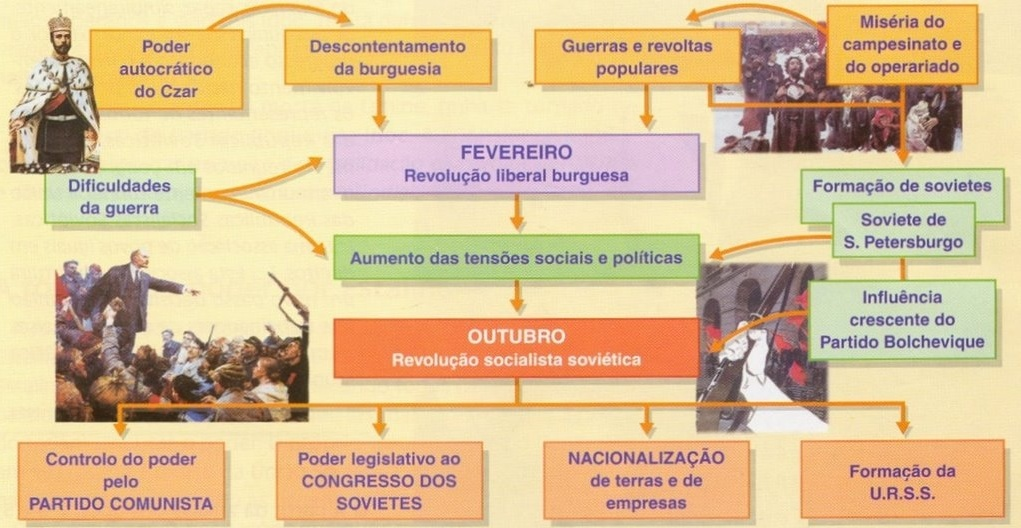 Poder
autocrático
do Czar
Descontentamento
da burguesia
Guerras e revoltas
populares
Miséria do
campesinato e
do operariado
FEVEREIRO
Revolução liberal burguesa
Dificuldades
da guerra
Formação de sovietes
Soviete de
S. Petersburgo
Aumento das tensões sociais e políticas
Influência
crescente do
Partido Bolchevique
OUTUBRO
Revolução socialista soviética
Controlo do poder
pelo
PARTIDO COMUNISTA
Poder legislativo ao
CONGRESSO DOS
SOVIETES
NACIONALIZAÇÃO
de terras e de
empresas
Formação da
U.R.S.S.